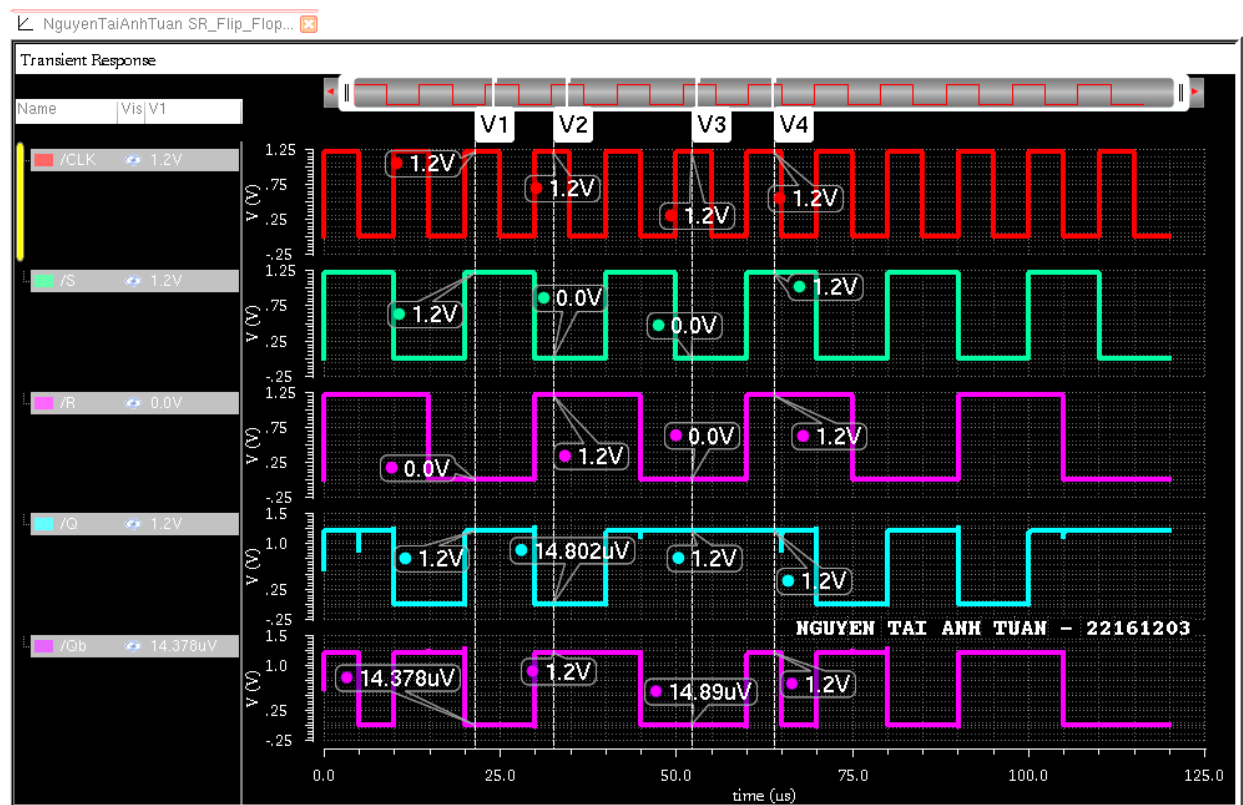 NguyenTaiAnhTuan SR_Flip_Flop...
Transient Response
Name Vis V1
V1 V2 V3 V4
/CLK 1.2V
1.25
.75
.25
-.25
V (V)
1.2V
1.2V
1.2V
1.2V
/S 1.2V
1.25
.75
.25
-.25
V (V)
1.2V
0.0V
0.0V
1.2V
/R 0.0V
1.25
.75
.25
-.25
V (V)
0.0V
1.2V
0.0V
1.2V
/Q 1.2V
1.5
1.0
.25
-.25
V (V)
1.2V
14.802uV
1.2V
1.2V
NGUYEN TAI ANH TUAN - 22161203
/Qb 14.378uV
1.5
1.0
.25
-.25
V (V)
14.378uV
1.2V
14.89uV
1.2V
0.0 25.0 50.0 75.0 100.0 125.0
time (us)